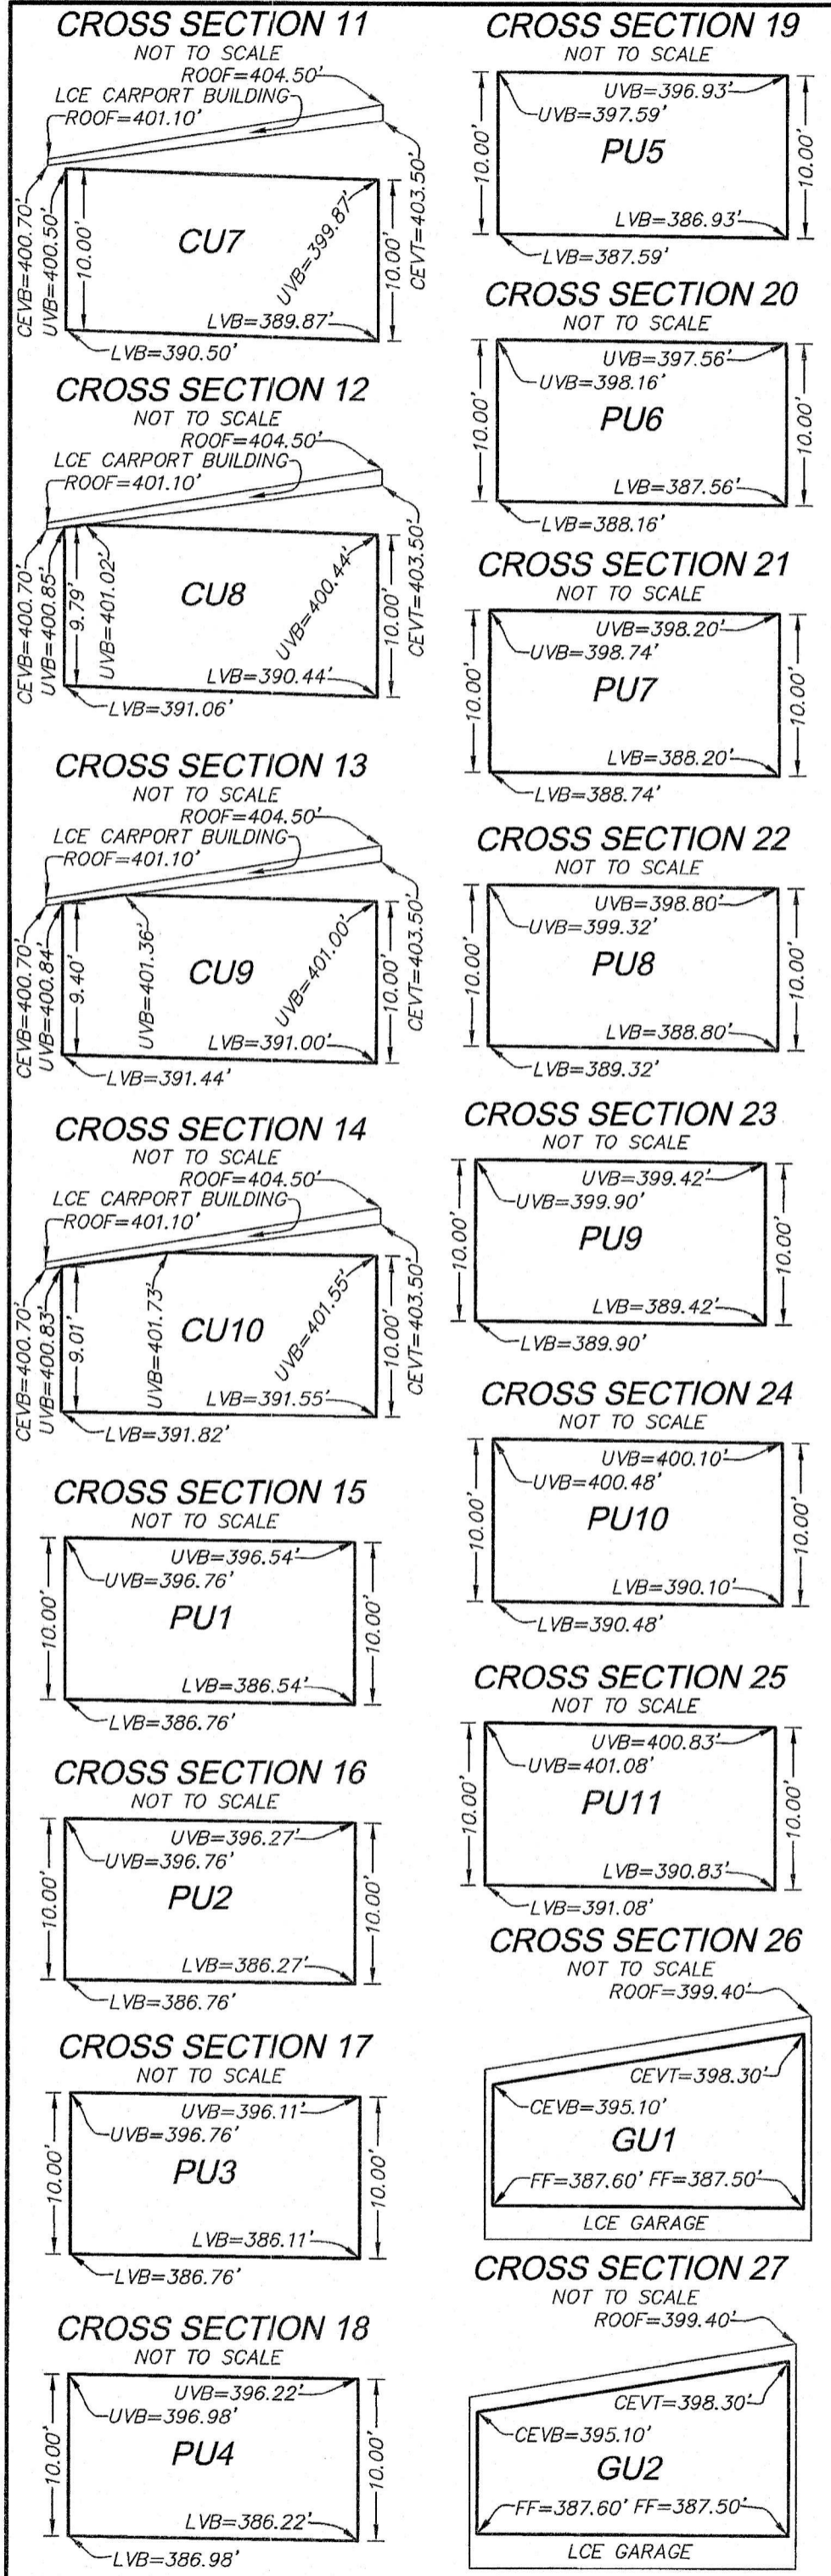 CROSS SECTION 11
NOT TO SCALE
ROOF=404.50'
LCE CARPORT BUILDING
ROOF=401.10'
CEVB=400.70'
UVB=400.50'
10.00'
CU7
UVB=399.87'
10.00'
CEVT=403.50'
LVB=389.87'
LVB=390.50'
CROSS SECTION 12
NOT TO SCALE
ROOF=404.50'
LCE CARPORT BUILDING
ROOF=401.10'
CEVB=400.70'
UVB=400.85'
9.79'
UVB=401.02'
CU8
UVB=400.44'
10.00'
CEVT=403.50'
LVB=390.44'
LVB=391.06'
CROSS SECTION 13
NOT TO SCALE
ROOF=404.50'
LCE CARPORT BUILDING
ROOF=401.10'
CEVB=400.70'
UVB=400.84'
9.40'
UVB=401.36'
CU9
UVB=401.00'
10.00'
CEVT=403.50'
LVB=391.00'
LVB=391.44'
CROSS SECTION 14
NOT TO SCALE
ROOF=404.50'
LCE CARPORT BUILDING
ROOF=401.10'
CEVB=400.70'
UVB=400.83'
9.01'
UVB=401.73'
CU10
UVB=401.55'
10.00'
CEVT=403.50'
LVB=391.55'
LVB=391.82'
CROSS SECTION 15
NOT TO SCALE
UVB=396.54'
UVB=396.76'
10.00'
PU1
10.00'
LVB=386.54'
LVB=386.76'
CROSS SECTION 16
NOT TO SCALE
UVB=396.27'
UVB=396.76'
10.00'
PU2
10.00'
LVB=386.27'
LVB=386.76'
CROSS SECTION 17
NOT TO SCALE
UVB=396.11'
UVB=396.76'
10.00'
PU3
10.00'
LVB=386.11'
LVB=386.76'
CROSS SECTION 18
NOT TO SCALE
UVB=396.22'
UVB=396.98'
10.00'
PU4
10.00'
LVB=386.22'
LVB=386.98'
CROSS SECTION 19
NOT TO SCALE
UVB=396.93'
UVB=397.59'
10.00'
PU5
10.00'
LVB=386.93'
LVB=387.59'
CROSS SECTION 20
NOT TO SCALE
UVB=397.56'
UVB=398.16'
10.00'
PU6
10.00'
LVB=387.56'
LVB=388.16'
CROSS SECTION 21
NOT TO SCALE
UVB=398.20'
UVB=398.74'
10.00'
PU7
10.00'
LVB=388.20'
LVB=388.74'
CROSS SECTION 22
NOT TO SCALE
UVB=398.80'
UVB=399.32'
10.00'
PU8
10.00'
LVB=388.80'
LVB=389.32'
CROSS SECTION 23
NOT TO SCALE
UVB=399.42'
UVB=399.90'
10.00'
PU9
10.00'
LVB=389.42'
LVB=389.90'
CROSS SECTION 24
NOT TO SCALE
UVB=400.10'
UVB=400.48'
10.00'
PU10
10.00'
LVB=390.10'
LVB=390.48'
CROSS SECTION 25
NOT TO SCALE
UVB=400.83'
UVB=401.08'
10.00'
PU11
10.00'
LVB=390.83'
LVB=391.08'
CROSS SECTION 26
NOT TO SCALE
ROOF=399.40'
CEVT=398.30'
CEVB=395.10'
GU1
FF=387.60' FF=387.50'
LCE GARAGE
CROSS SECTION 27
NOT TO SCALE
ROOF=399.40'
CEVT=398.30'
CEVB=395.10'
GU2
FF=387.60' FF=387.50'
LCE GARAGE